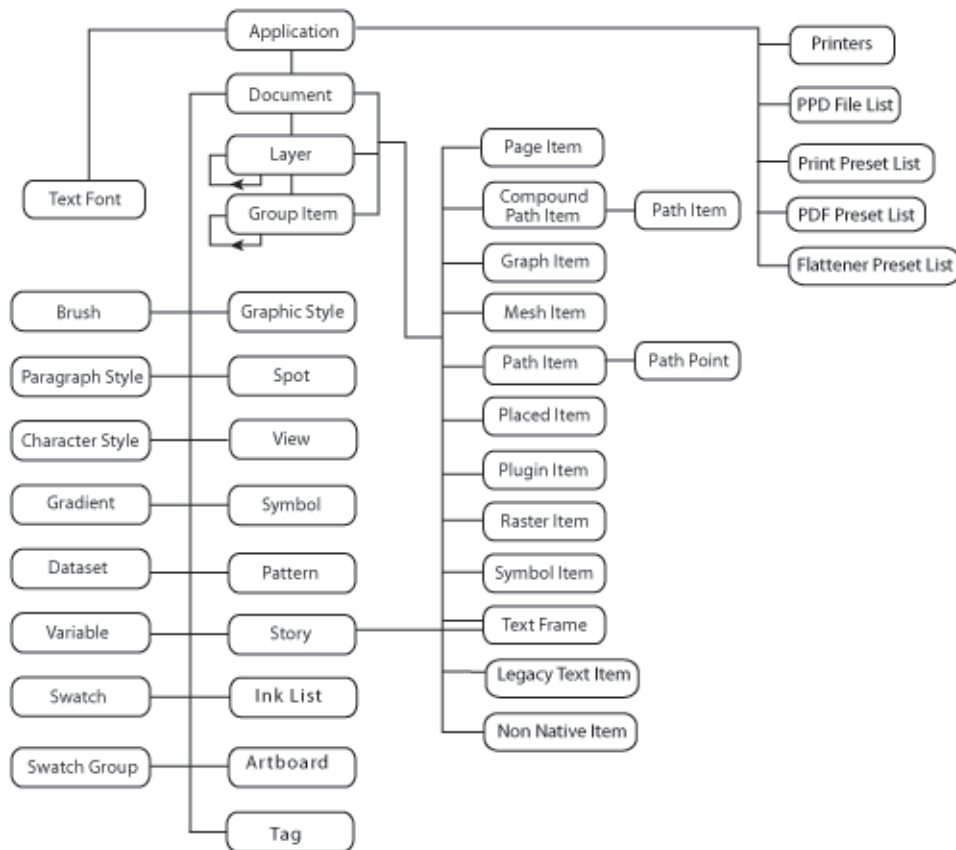 Application
Document
Layer
Group Item
Text Font
Printers
PPD File List
Print Preset List
PDF Preset List
Flattener Preset List
Brush
Graphic Style
Paragraph Style
Spot
Character Style
View
Gradient
Symbol
Dataset
Pattern
Variable
Story
Swatch
Ink List
Swatch Group
Artboard
Tag
Page Item
Compound
Path Item
Path Item
Graph Item
Mesh Item
Path Item
Path Point
Placed Item
Plugin Item
Raster Item
Symbol Item
Text Frame
Legacy Text Item
Non Native Item